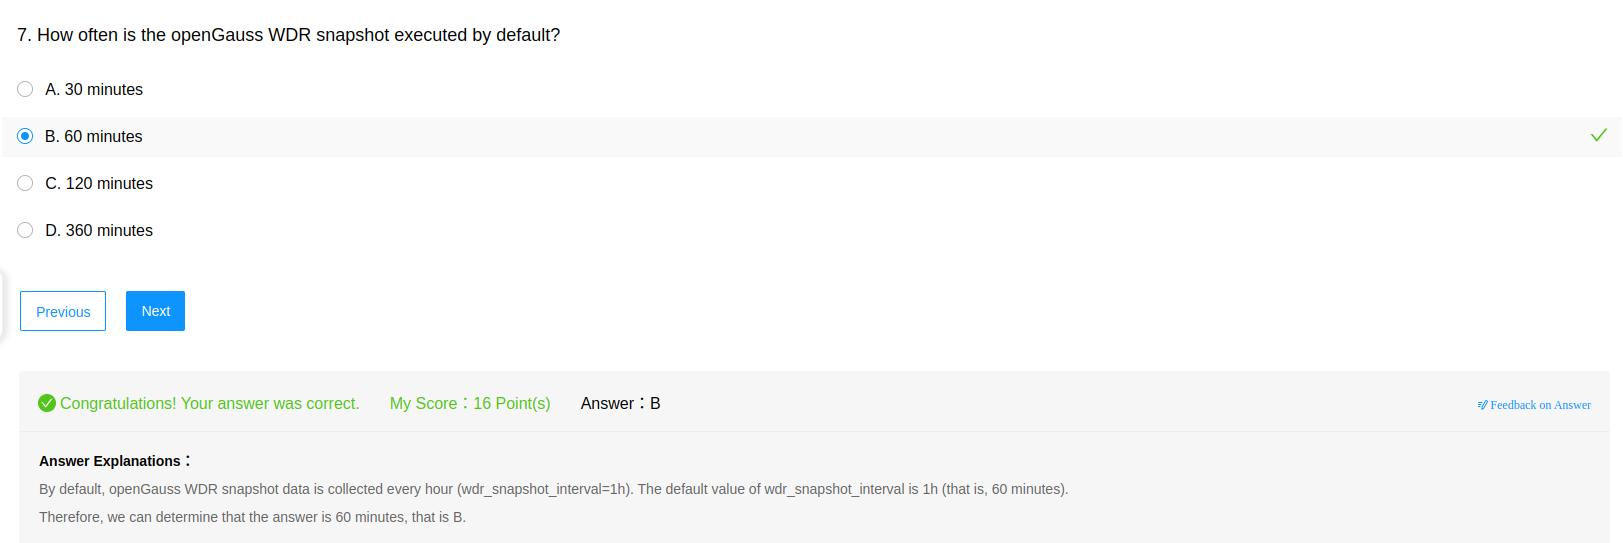 7. How often is the openGauss WDR snapshot executed by default?
A. 30 minutes
B. 60 minutes
C. 120 minutes
D. 360 minutes
Previous Next
Congratulations! Your answer was correct. My Score：16 Point(s) Answer：B Feedback on Answer
Answer Explanations：
By default, openGauss WDR snapshot data is collected every hour (wdr_snapshot_interval=1h). The default value of wdr_snapshot_interval is 1h (that is, 60 minutes).
Therefore, we can determine that the answer is 60 minutes, that is B.